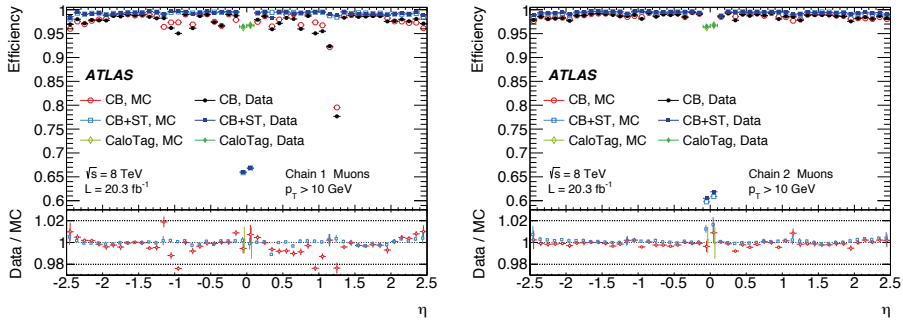 Efficiency
1
0.95
0.9
0.85
0.8
0.75
0.7
0.65
0.6
ATLAS
CB, MC
CB, Data
CB+ST, MC
CB+ST, Data
CaloTag, MC
CaloTag, Data
√s = 8 TeV
Chain 1 Muons
L = 20.3 fb⁻¹
p_T > 10 GeV
Data / MC
1.02
1
0.98
-2.5 -2 -1.5 -1 -0.5 0 0.5 1 1.5 2 2.5
η
Efficiency
1
0.95
0.9
0.85
0.8
0.75
0.7
0.65
0.6
ATLAS
CB, MC
CB, Data
CB+ST, MC
CB+ST, Data
CaloTag, MC
CaloTag, Data
√s = 8 TeV
Chain 2 Muons
L = 20.3 fb⁻¹
p_T > 10 GeV
Data / MC
1.02
1
0.98
-2.5 -2 -1.5 -1 -0.5 0 0.5 1 1.5 2 2.5
η